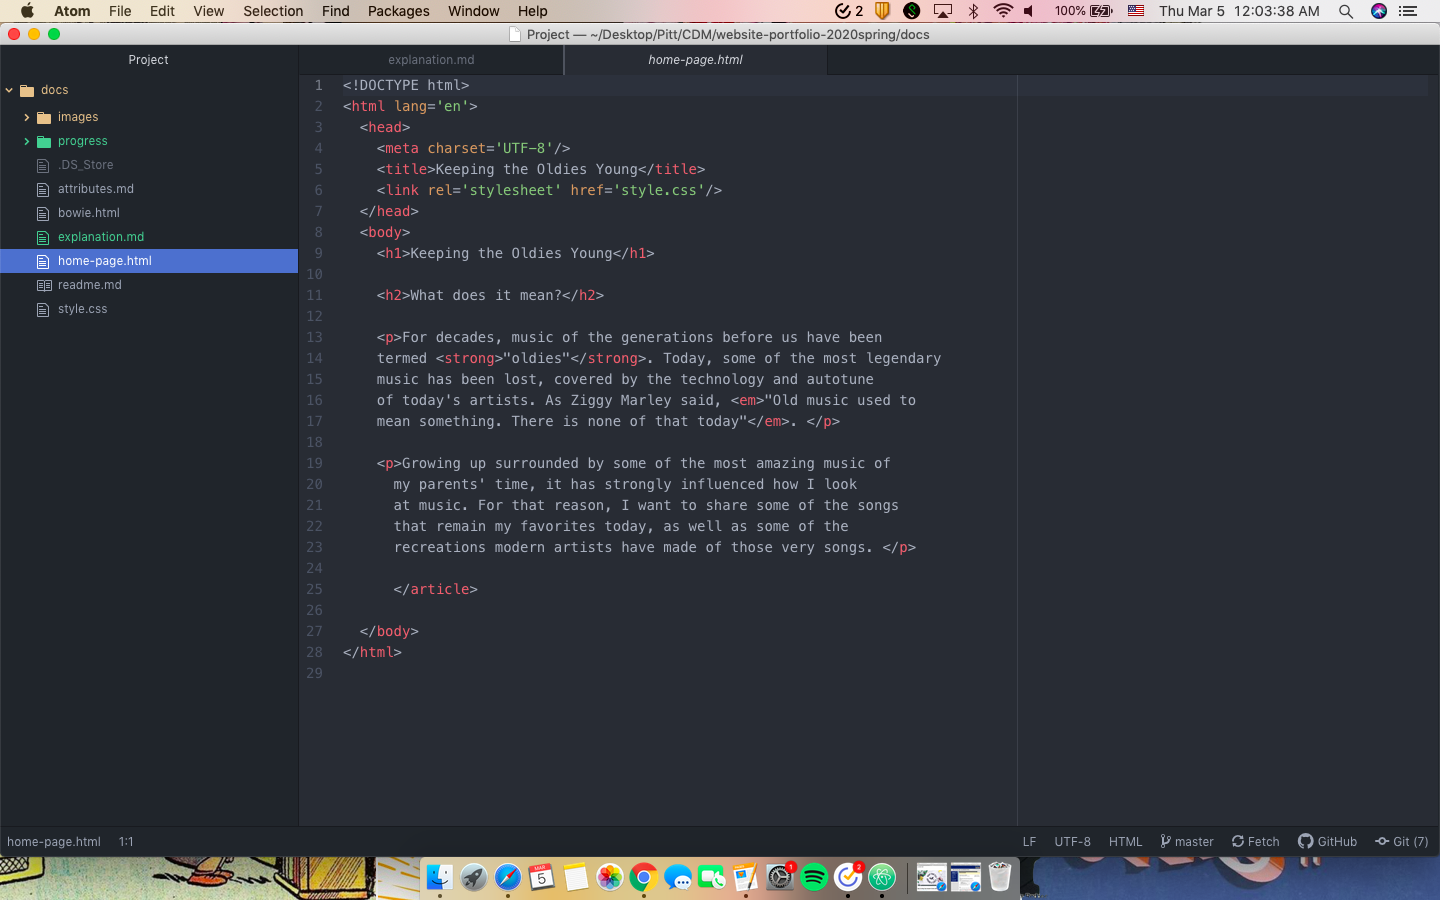 Atom File Edit View Selection Find Packages Window Help 2 100% Thu Mar 5 12:03:38 AM
Project — ~/Desktop/Pitt/CDM/website-portfolio-2020spring/docs
Project
docs
images
progress
.DS_Store
attributes.md
bowie.html
explanation.md
home-page.html
readme.md
style.css
explanation.md home-page.html
1 <!DOCTYPE html>
2 <html lang='en'>
3 <head>
4 <meta charset='UTF-8'/>
5 <title>Keeping the Oldies Young</title>
6 <link rel='stylesheet' href='style.css'/>
7 </head>
8 <body>
9 <h1>Keeping the Oldies Young</h1>
10
11 <h2>What does it mean?</h2>
12
13 <p>For decades, music of the generations before us have been
14 termed <strong>"oldies"</strong>. Today, some of the most legendary
15 music has been lost, covered by the technology and autotune
16 of today's artists. As Ziggy Marley said, <em>"Old music used to
17 mean something. There is none of that today"</em>. </p>
18
19 <p>Growing up surrounded by some of the most amazing music of
20 my parents' time, it has strongly influenced how I look
21 at music. For that reason, I want to share some of the songs
22 that remain my favorites today, as well as some of the
23 recreations modern artists have made of those very songs. </p>
24
25 </article>
26
27 </body>
28 </html>
29
home-page.html 1:1 LF UTF-8 HTML master Fetch GitHub Git (7)
MAR
5
1
2